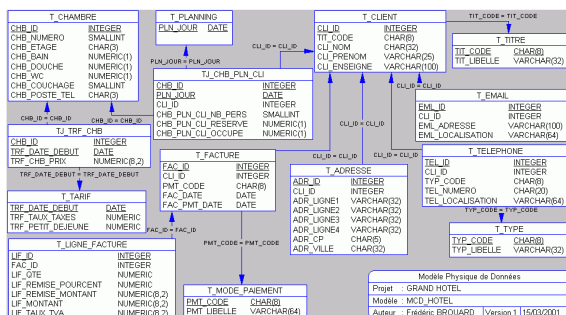 T_CHAMBRE
CHB_ID INTEGER
CHB_NUMERO SMALLINT
CHB_ETAGE CHAR(3)
CHB_BAIN NUMERIC(1)
CHB_DOUCHE NUMERIC(1)
CHB_WC NUMERIC(1)
CHB_COUCHAGE SMALLINT
CHB_POSTE_TEL CHAR(3)
T_PLANNING
PLN_JOUR DATE
T_CLIENT
CLI_ID INTEGER
TIT_CODE CHAR(8)
CLI_NOM CHAR(32)
CLI_PRENOM VARCHAR(25)
CLI_ENSEIGNE VARCHAR(100)
TIT_CODE = TIT_CODE
T_TITRE
TIT_CODE CHAR(8)
TIT_LIBELLE VARCHAR(32)
CLI_ID = CLI_ID
PLN_JOUR = PLN_JOUR
TJ_CHB_PLN_CLI
CHB_ID INTEGER
PLN_JOUR DATE
CLI_ID INTEGER
CHB_PLN_CLI_NB_PERS SMALLINT
CHB_PLN_CLI_RESERVE NUMERIC(1)
CHB_PLN_CLI_OCCUPE NUMERIC(1)
CLI_ID = CLI_ID
T_EMAIL
EML_ID INTEGER
CLI_ID INTEGER
EML_ADRESSE VARCHAR(100)
EML_LOCALISATION VARCHAR(64)
CHB_ID = CHB_ID
CHB_ID = CHB_ID
TJ_TRF_CHB
CHB_ID INTEGER
TRF_DATE_DEBUT DATE
TRF_CHB_PRIX NUMERIC(8,2)
TRF_DATE_DEBUT = TRF_DATE_DEBUT
CLI_ID = CLI_ID
CLI_ID = CLI_ID
CLI_ID = CLI_ID
T_FACTURE
FAC_ID INTEGER
CLI_ID INTEGER
PMT_CODE CHAR(8)
FAC_DATE DATE
FAC_PMT_DATE DATE
T_ADRESSE
ADR_ID INTEGER
CLI_ID INTEGER
ADR_LIGNE1 VARCHAR(32)
ADR_LIGNE2 VARCHAR(32)
ADR_LIGNE3 VARCHAR(32)
ADR_LIGNE4 VARCHAR(32)
ADR_CP CHAR(5)
ADR_VILLE CHAR(32)
T_TELEPHONE
TEL_ID INTEGER
CLI_ID INTEGER
TYP_CODE CHAR(8)
TEL_NUMERO CHAR(20)
TEL_LOCALISATION VARCHAR(64)
TYP_CODE = TYP_CODE
T_TARIF
TRF_DATE_DEBUT DATE
TRF_TAUX_TAXES NUMERIC
TRF_PETIT_DEJEUNE NUMERIC
FAC_ID = FAC_ID
PMT_CODE = PMT_CODE
T_TYPE
TYP_CODE CHAR(8)
TYP_LIBELLE VARCHAR(32)
T_LIGNE_FACTURE
LIF_ID INTEGER
FAC_ID INTEGER
LIF_QTE NUMERIC
LIF_REMISE_POURCENT NUMERIC
LIF_REMISE_MONTANT NUMERIC(8,2)
LIF_MONTANT NUMERIC(8,2)
LIF_TAUX_TVA NUMERIC(8,2)
T_MODE_PAIEMENT
PMT_CODE CHAR(8)
PMT_LIBELLE VARCHAR(64)
Modèle Physique de Données
Projet : GRAND HOTEL
Modèle : MCD_HOTEL
Auteur : Frédéric BROUARD Version 1 15/03/2001